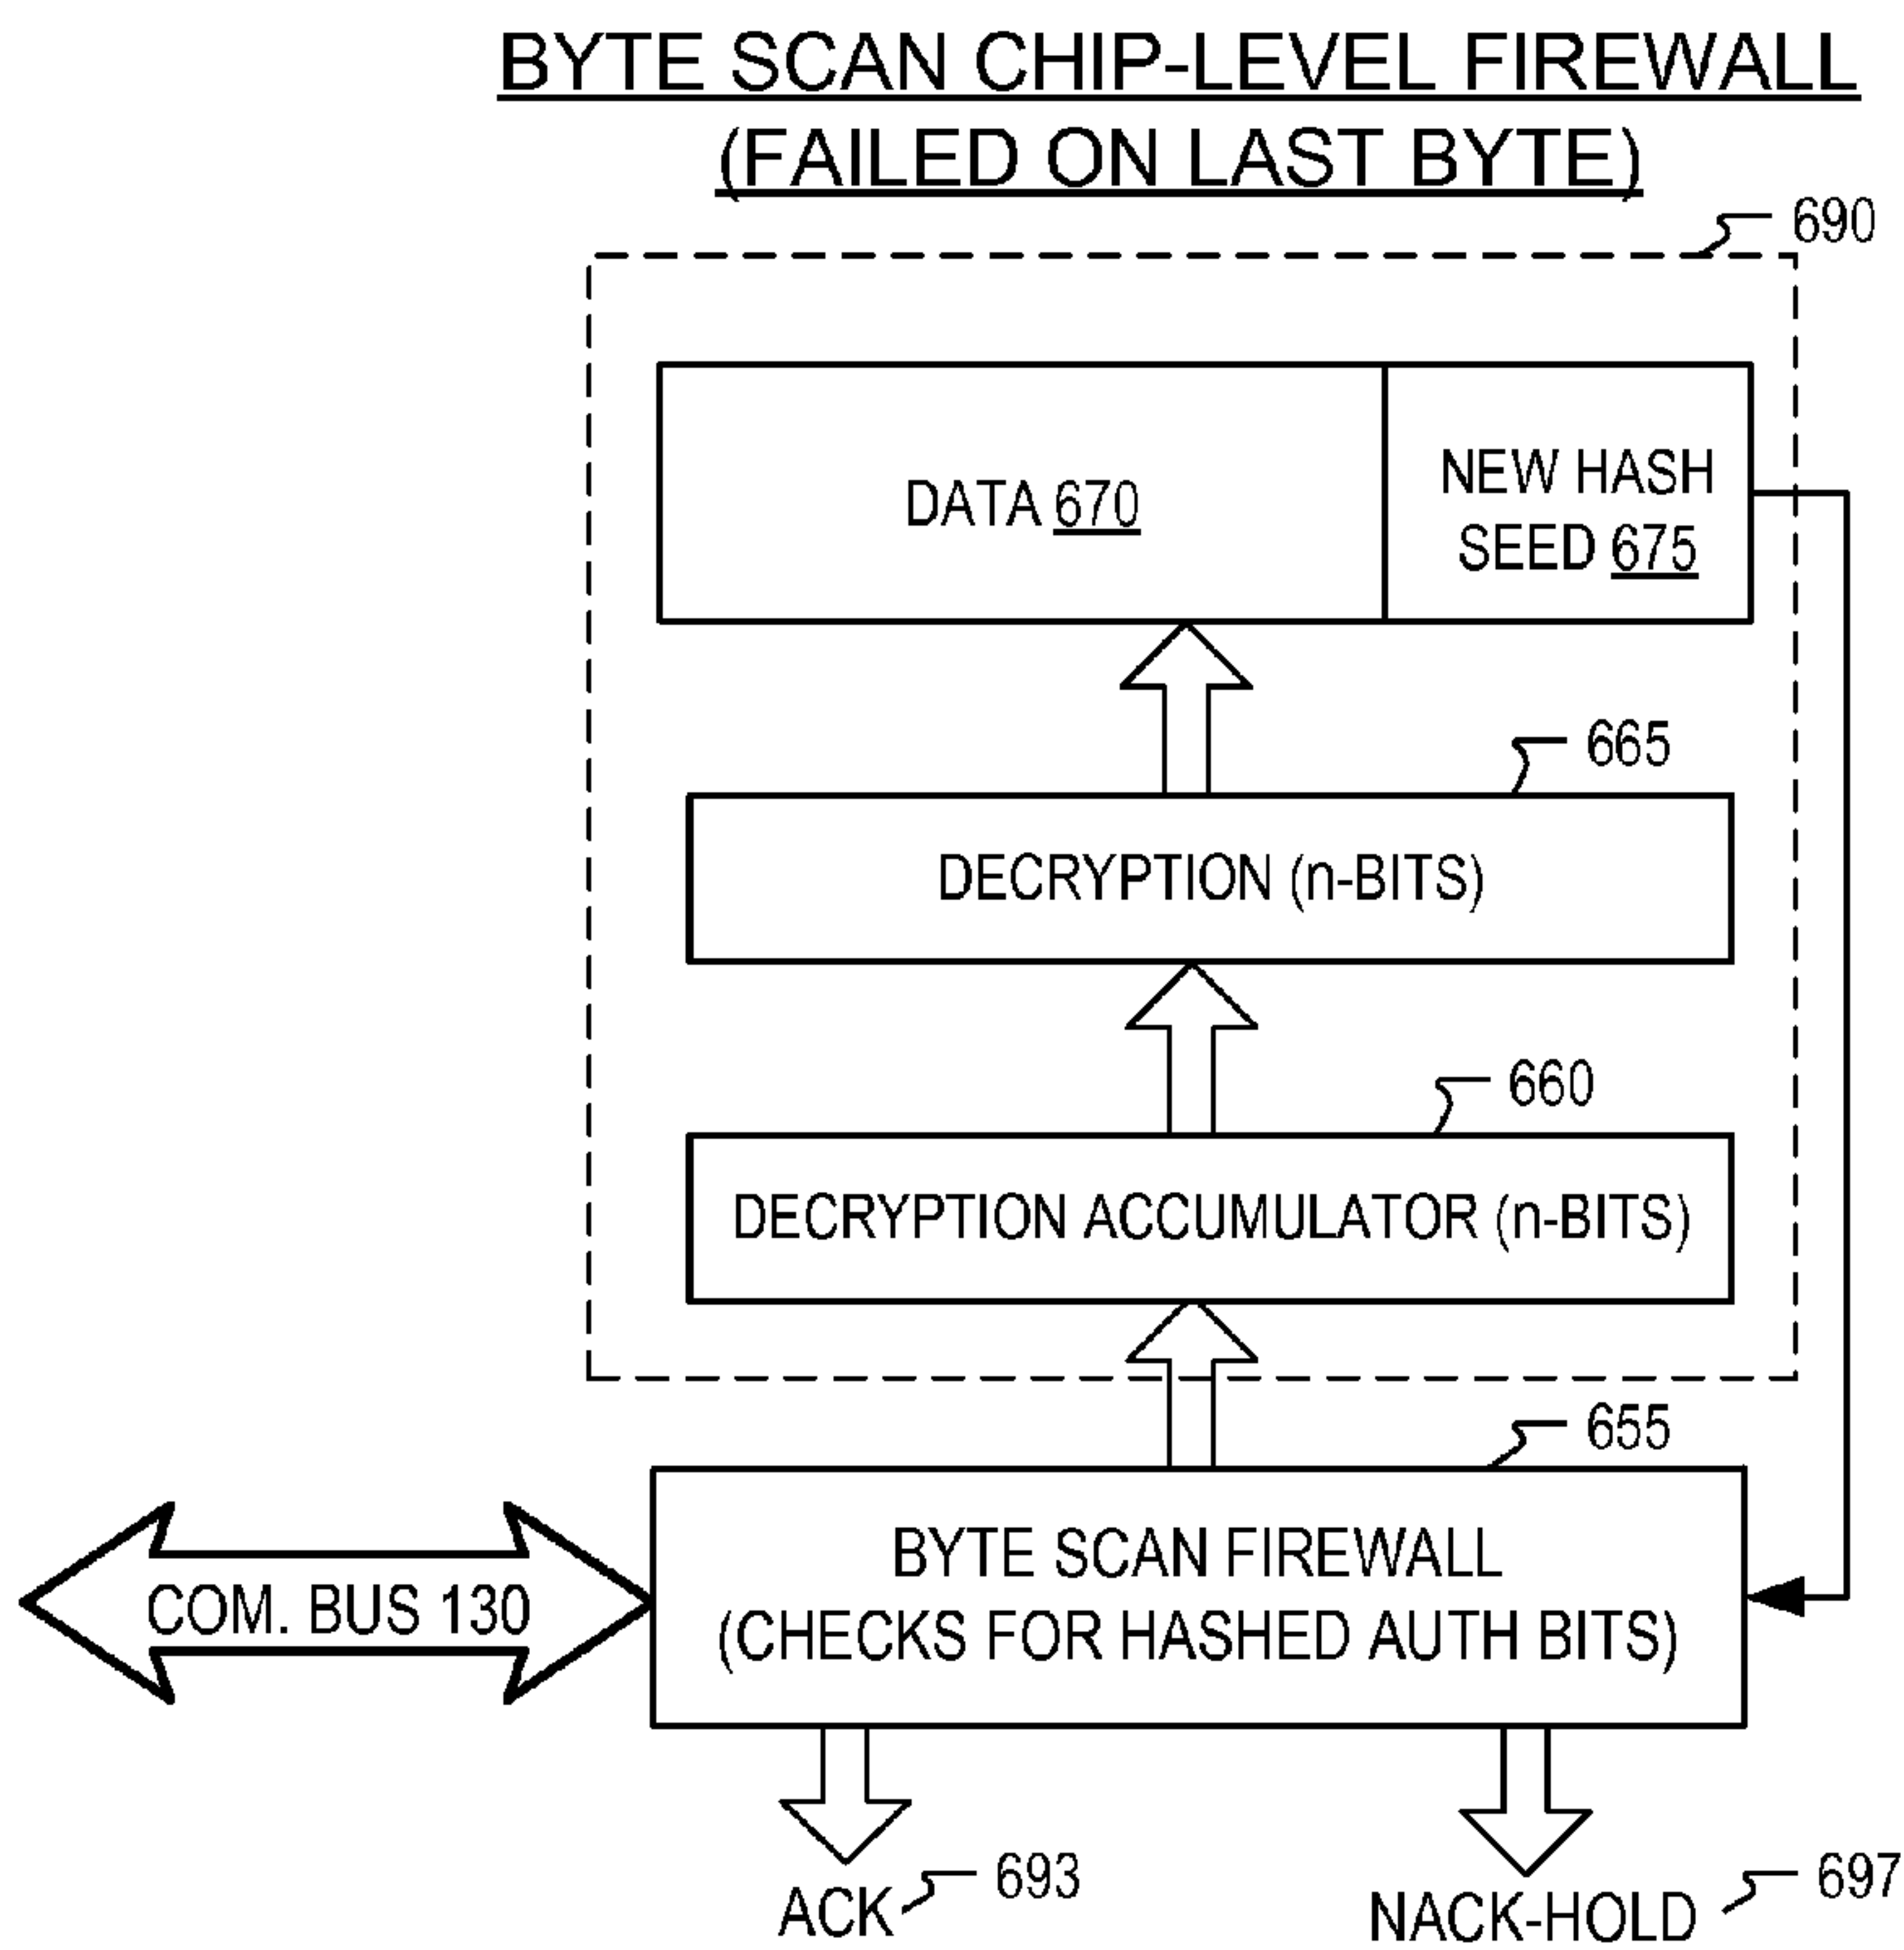 BYTE SCAN CHIP-LEVEL FIREWALL
(FAILED ON LAST BYTE)
690
DATA 670
NEW HASH
SEED 675
665
DECRYPTION (n-BITS)
660
DECRYPTION ACCUMULATOR (n-BITS)
655
BYTE SCAN FIREWALL
(CHECKS FOR HASHED AUTH BITS)
COM. BUS 130
ACK
693
NACK-HOLD
697